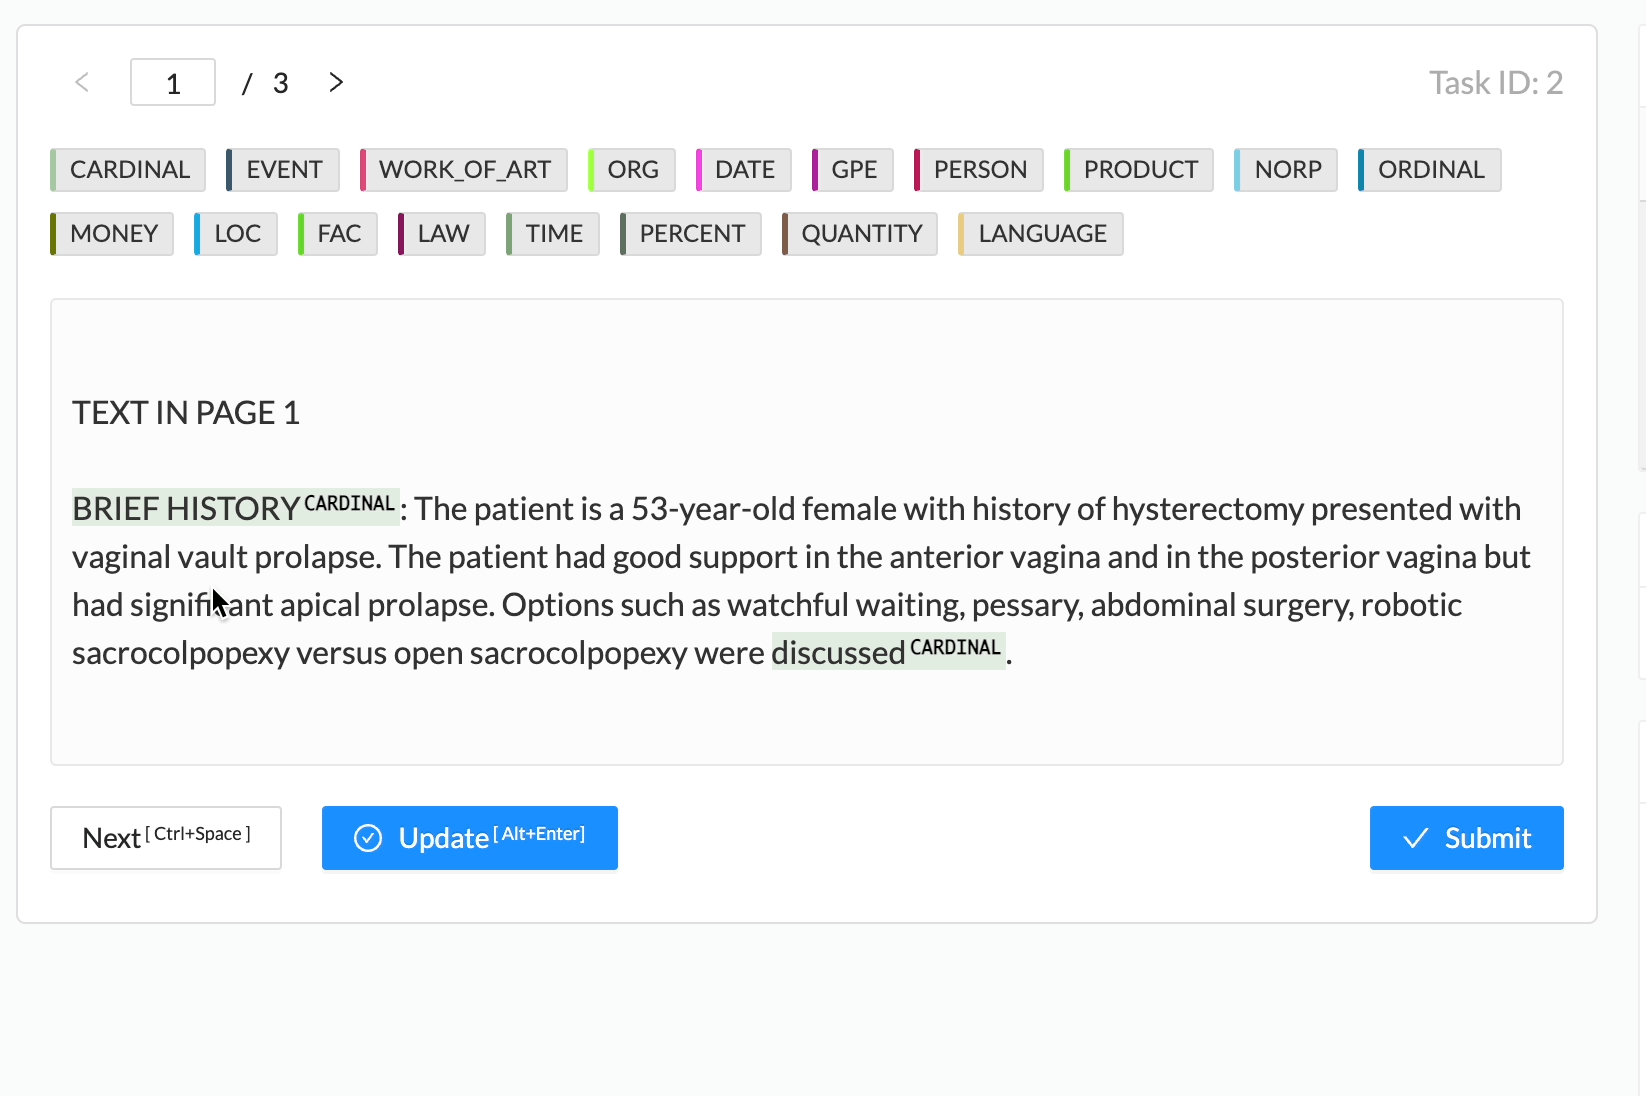 < 1 / 3 > Task ID: 2
CARDINAL EVENT WORK_OF_ART ORG DATE GPE PERSON PRODUCT NORP ORDINAL
MONEY LOC FAC LAW TIME PERCENT QUANTITY LANGUAGE
TEXT IN PAGE 1
BRIEF HISTORY CARDINAL : The patient is a 53-year-old female with history of hysterectomy presented with
vaginal vault prolapse. The patient had good support in the anterior vagina and in the posterior vagina but
had significant apical prolapse. Options such as watchful waiting, pessary, abdominal surgery, robotic
sacrocolpopexy versus open sacrocolpopexy were discussed CARDINAL .
Next [ Ctrl+Space ] Update [ Alt+Enter] Submit